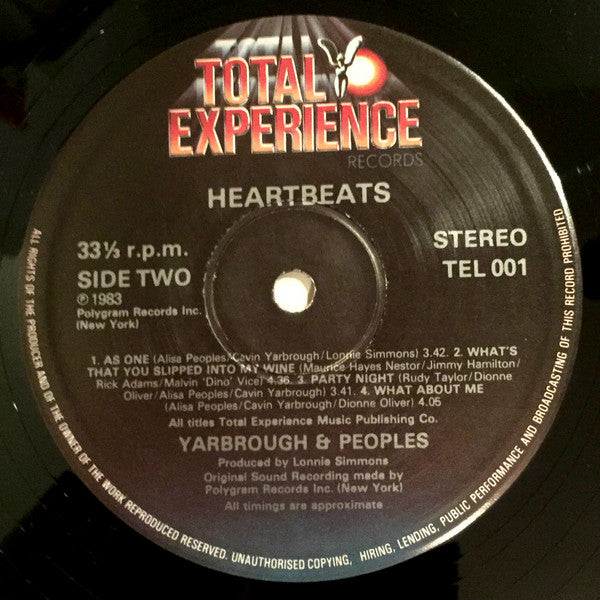 TOTAL
EXPERIENCE
RECORDS
HEARTBEATS
33⅓ r.p.m.
SIDE TWO
℗ 1983
Polygram Records Inc.
(New York)
STEREO
TEL 001
1. AS ONE (Alisa Peoples/Cavin Yarbrough/Lonnie Simmons) 3.42. 2. WHAT'S
THAT YOU SLIPPED INTO MY WINE (Maurice Hayes Nestor/Jimmy Hamilton/
Rick Adams/Malvin 'Dino' Vice) 4.36. 3. PARTY NIGHT (Rudy Taylor/Dionne
Oliver/Alisa Peoples/Cavin Yarbrough) 3.41. 4. WHAT ABOUT ME
(Alisa Peoples/Cavin Yarbrough/Dionne Oliver) 4.05
All titles Total Experience Music Publishing Co.
YARBROUGH & PEOPLES
Produced by Lonnie Simmons
Original Sound Recording made by
Polygram Records Inc. (New York)
All timings are approximate
ALL RIGHTS OF THE PRODUCER AND OF THE OWNER OF THE WORK REPRODUCED RESERVED. UNAUTHORISED COPYING, HIRING, LENDING, PUBLIC PERFORMANCE AND BROADCASTING OF THIS RECORD PROHIBITED